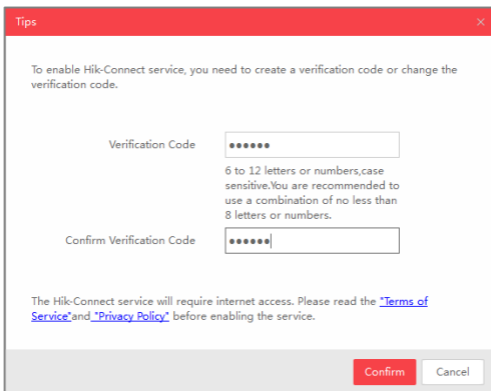 Tips
To enable Hik-Connect service, you need to create a verification code or change the
verification code.
Verification Code
••••••
6 to 12 letters or numbers,case
sensitive.You are recommended to
use a combination of no less than
8 letters or numbers.
Confirm Verification Code
••••••
The Hik-Connect service will require internet access. Please read the "Terms of
Service"and "Privacy Policy" before enabling the service.
Confirm Cancel